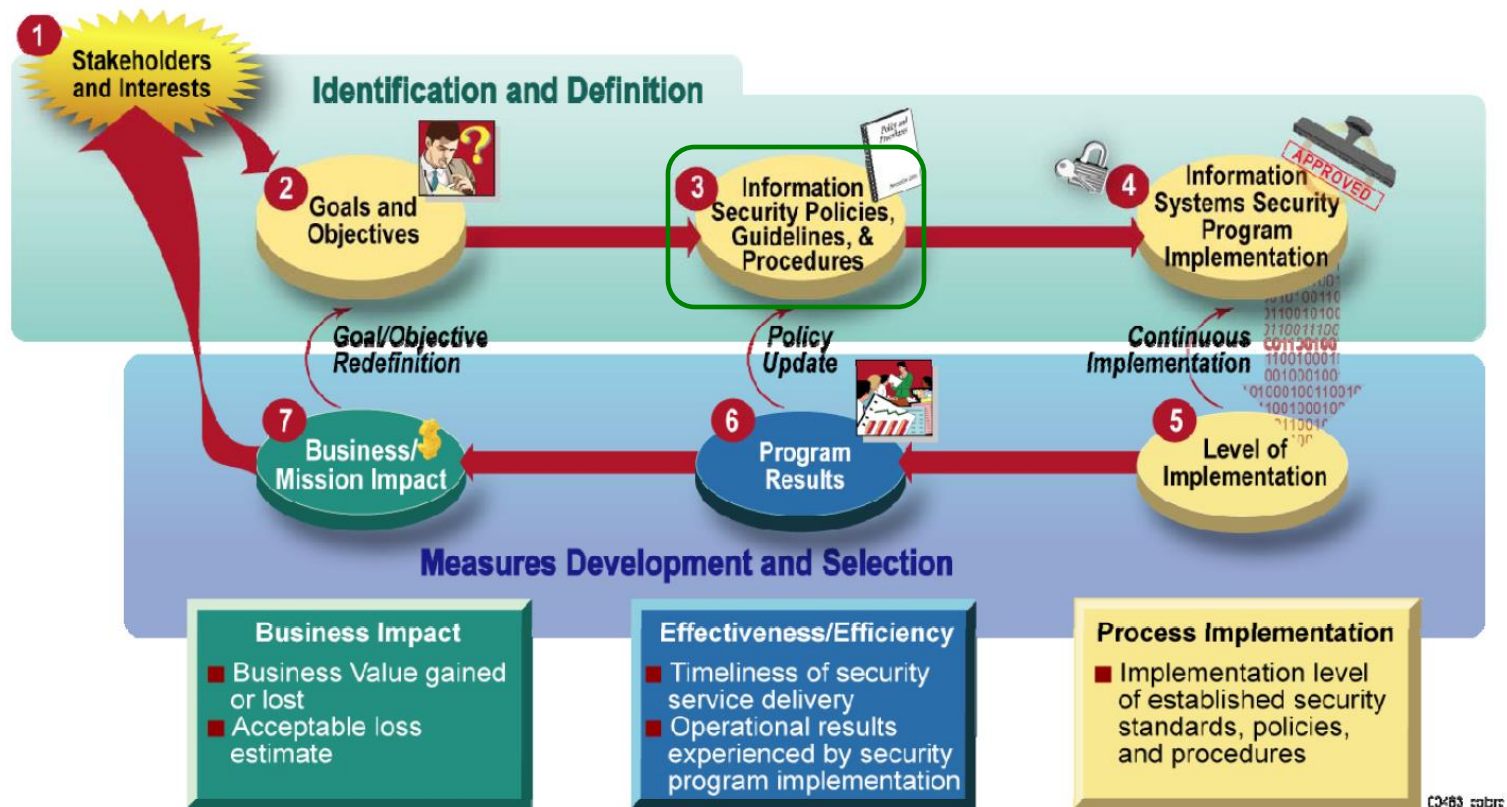 1
Stakeholders
and Interests
Identification and Definition
2
Goals and
Objectives
3
Information
Security Policies,
Guidelines, &
Procedures
Policy and
Procedures
4
Information
Systems Security
Program
Implementation
APPROVED
Goal/Objective
Redefinition
Policy
Update
Continuous
Implementation
7
Business/
Mission Impact
6
Program
Results
5
Level of
Implementation
Measures Development and Selection
Business Impact
Business Value gained
or lost
Acceptable loss
estimate
Effectiveness/Efficiency
Timeliness of security
service delivery
Operational results
experienced by security
program implementation
Process Implementation
Implementation level
of established security
standards, policies,
and procedures